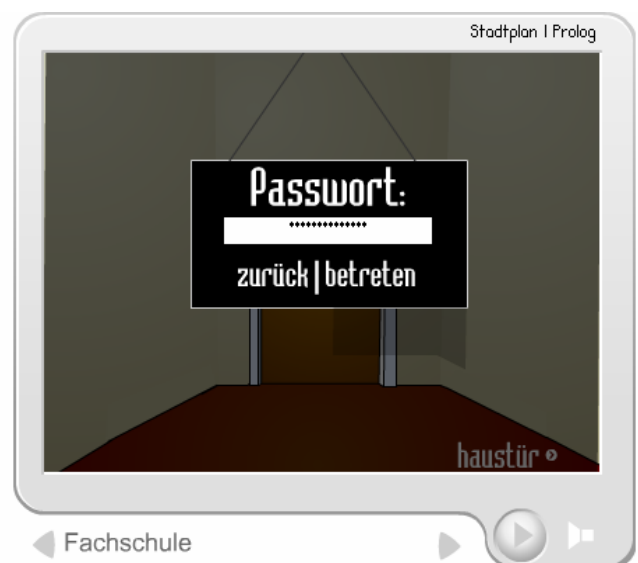 Stadtplan | Prolog
Passwort:
**************
zurück | betreten
haustür
Fachschule